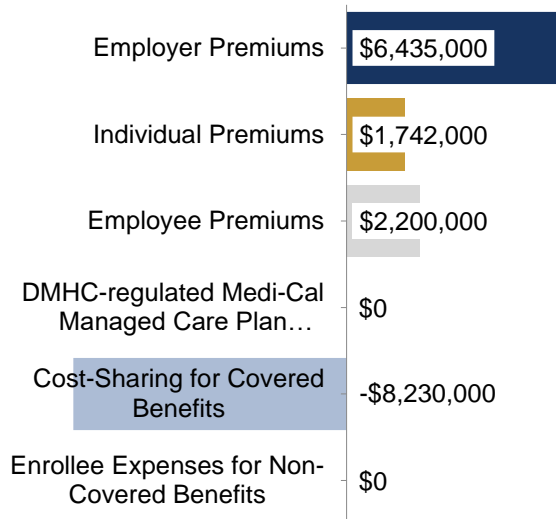 Employer Premiums $6,435,000
Individual Premiums $1,742,000
Employee Premiums $2,200,000
DMHC-regulated Medi-Cal
Managed Care Plan… $0
Cost-Sharing for Covered
Benefits -$8,230,000
Enrollee Expenses for Non-
Covered Benefits $0